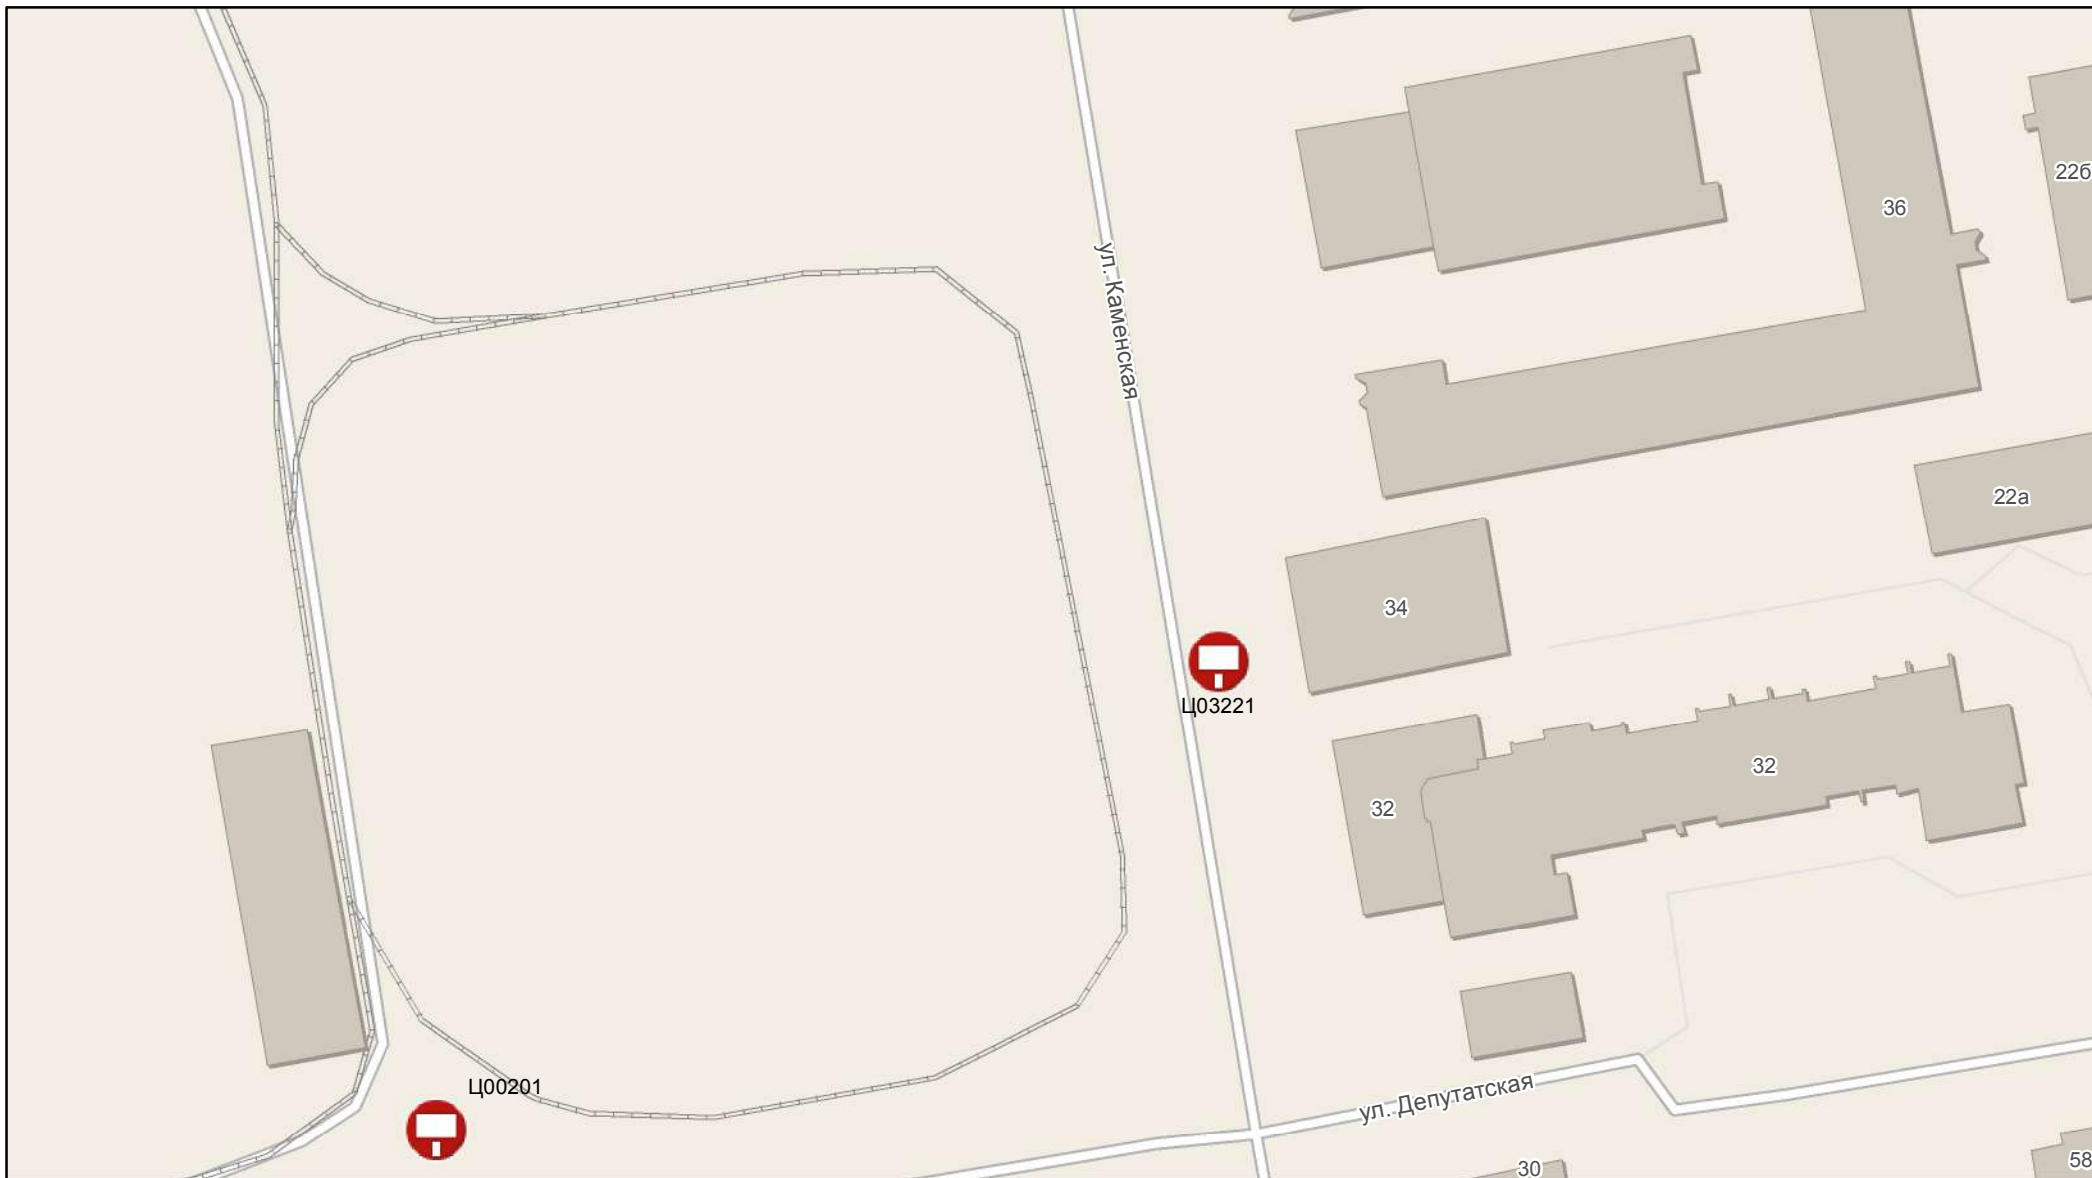 22б
36
ул. Каменская
22а
34
Ц03221
32
32
Ц00201
ул. Депутатская
30
58